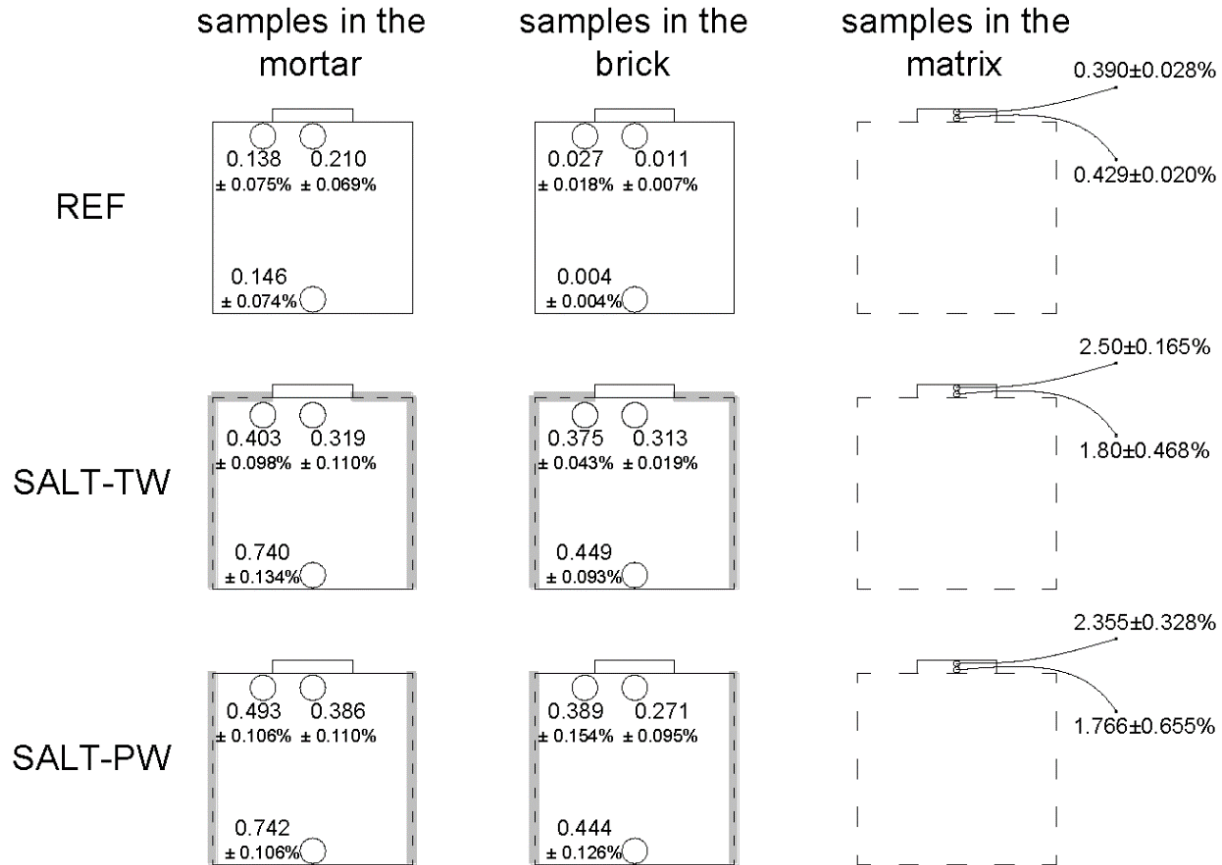 samples in the samples in the samples in the
mortar brick matrix
0.390±0.028%
0.138 0.210 0.027 0.011
± 0.075% ± 0.069% ± 0.018% ± 0.007%
0.429±0.020%
REF
0.146 0.004
± 0.074% ± 0.004%
2.50±0.165%
0.403 0.319 0.375 0.313
± 0.098% ± 0.110% ± 0.043% ± 0.019%
1.80±0.468%
SALT-TW
0.740 0.449
± 0.134% ± 0.093%
2.355±0.328%
0.493 0.386 0.389 0.271
± 0.106% ± 0.110% ± 0.154% ± 0.095%
1.766±0.655%
SALT-PW
0.742 0.444
± 0.106% ± 0.126%